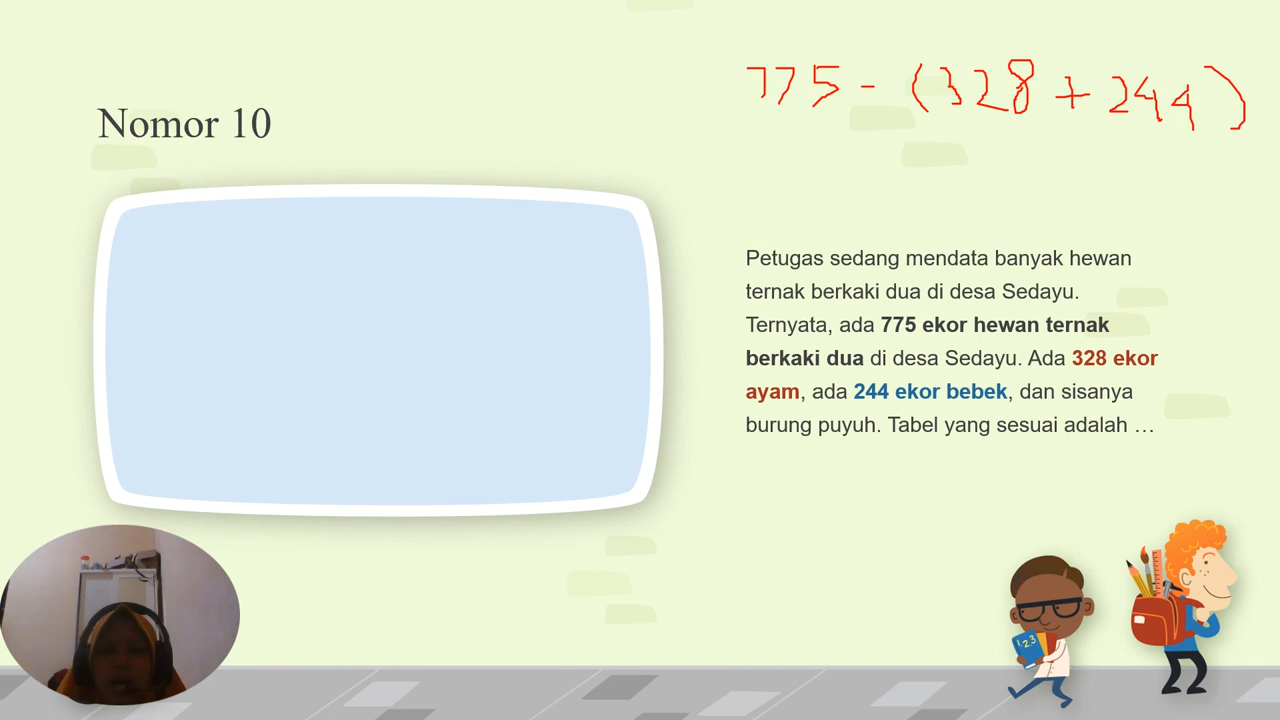 Nomor 10
775 - (328 + 244)
Petugas sedang mendata banyak hewan
ternak berkaki dua di desa Sedayu.
Ternyata, ada 775 ekor hewan ternak
berkaki dua di desa Sedayu. Ada 328 ekor
ayam, ada 244 ekor bebek, dan sisanya
burung puyuh. Tabel yang sesuai adalah …
123